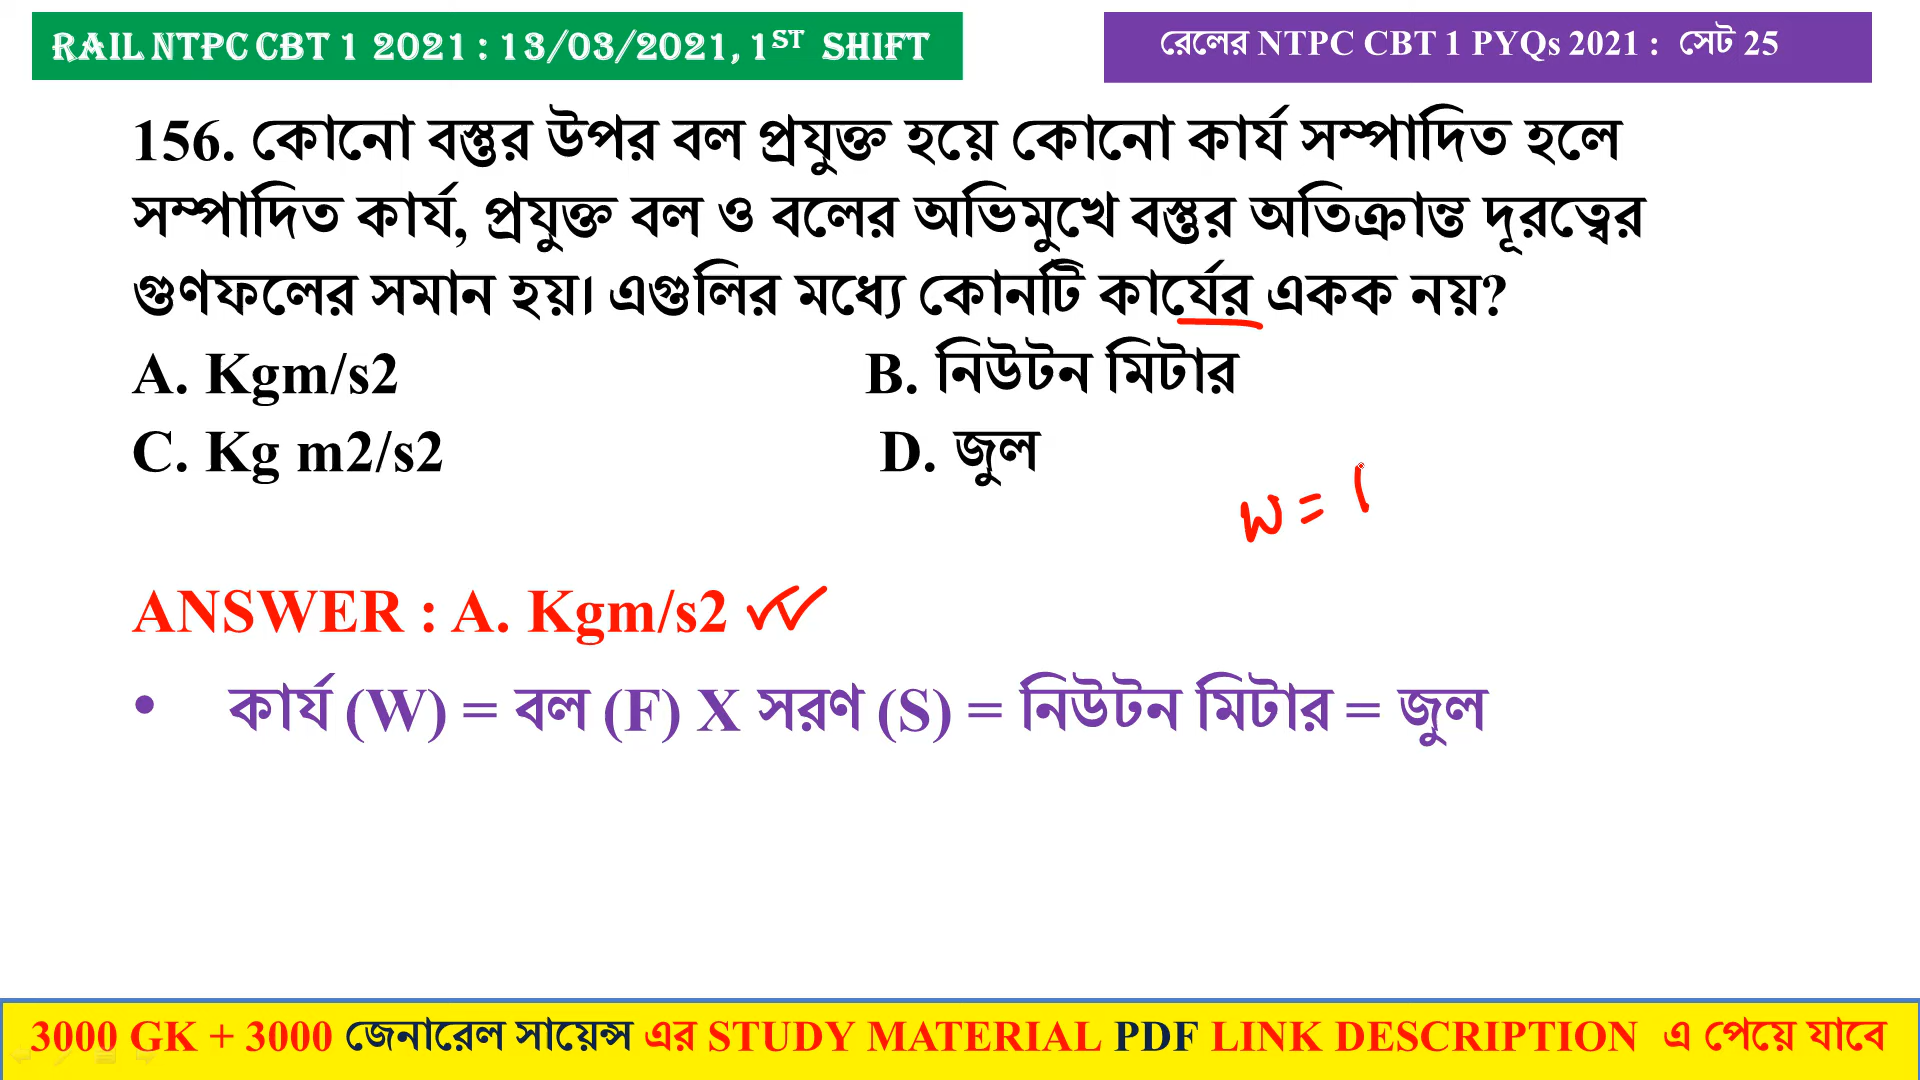 RAIL NTPC CBT 1 2021 : 13/03/2021, 1ST SHIFT
রেলের NTPC CBT 1 PYQs 2021 : সেট 25
156. কোনো বস্তুর উপর বল প্রযুক্ত হয়ে কোনো কার্য সম্পাদিত হলে
সম্পাদিত কার্য, প্রযুক্ত বল ও বলের অভিমুখে বস্তুর অতিক্রান্ত দূরত্বের
গুণফলের সমান হয়। এগুলির মধ্যে কোনটি কার্যের একক নয়?
A. Kgm/s2 B. নিউটন মিটার
C. Kg m2/s2 D. জুল
W =
ANSWER : A. Kgm/s2
• কার্য (W) = বল (F) X সরণ (S) = নিউটন মিটার = জুল
3000 GK + 3000 জেনারেল সায়েন্স এর STUDY MATERIAL PDF LINK DESCRIPTION এ পেয়ে যাবে